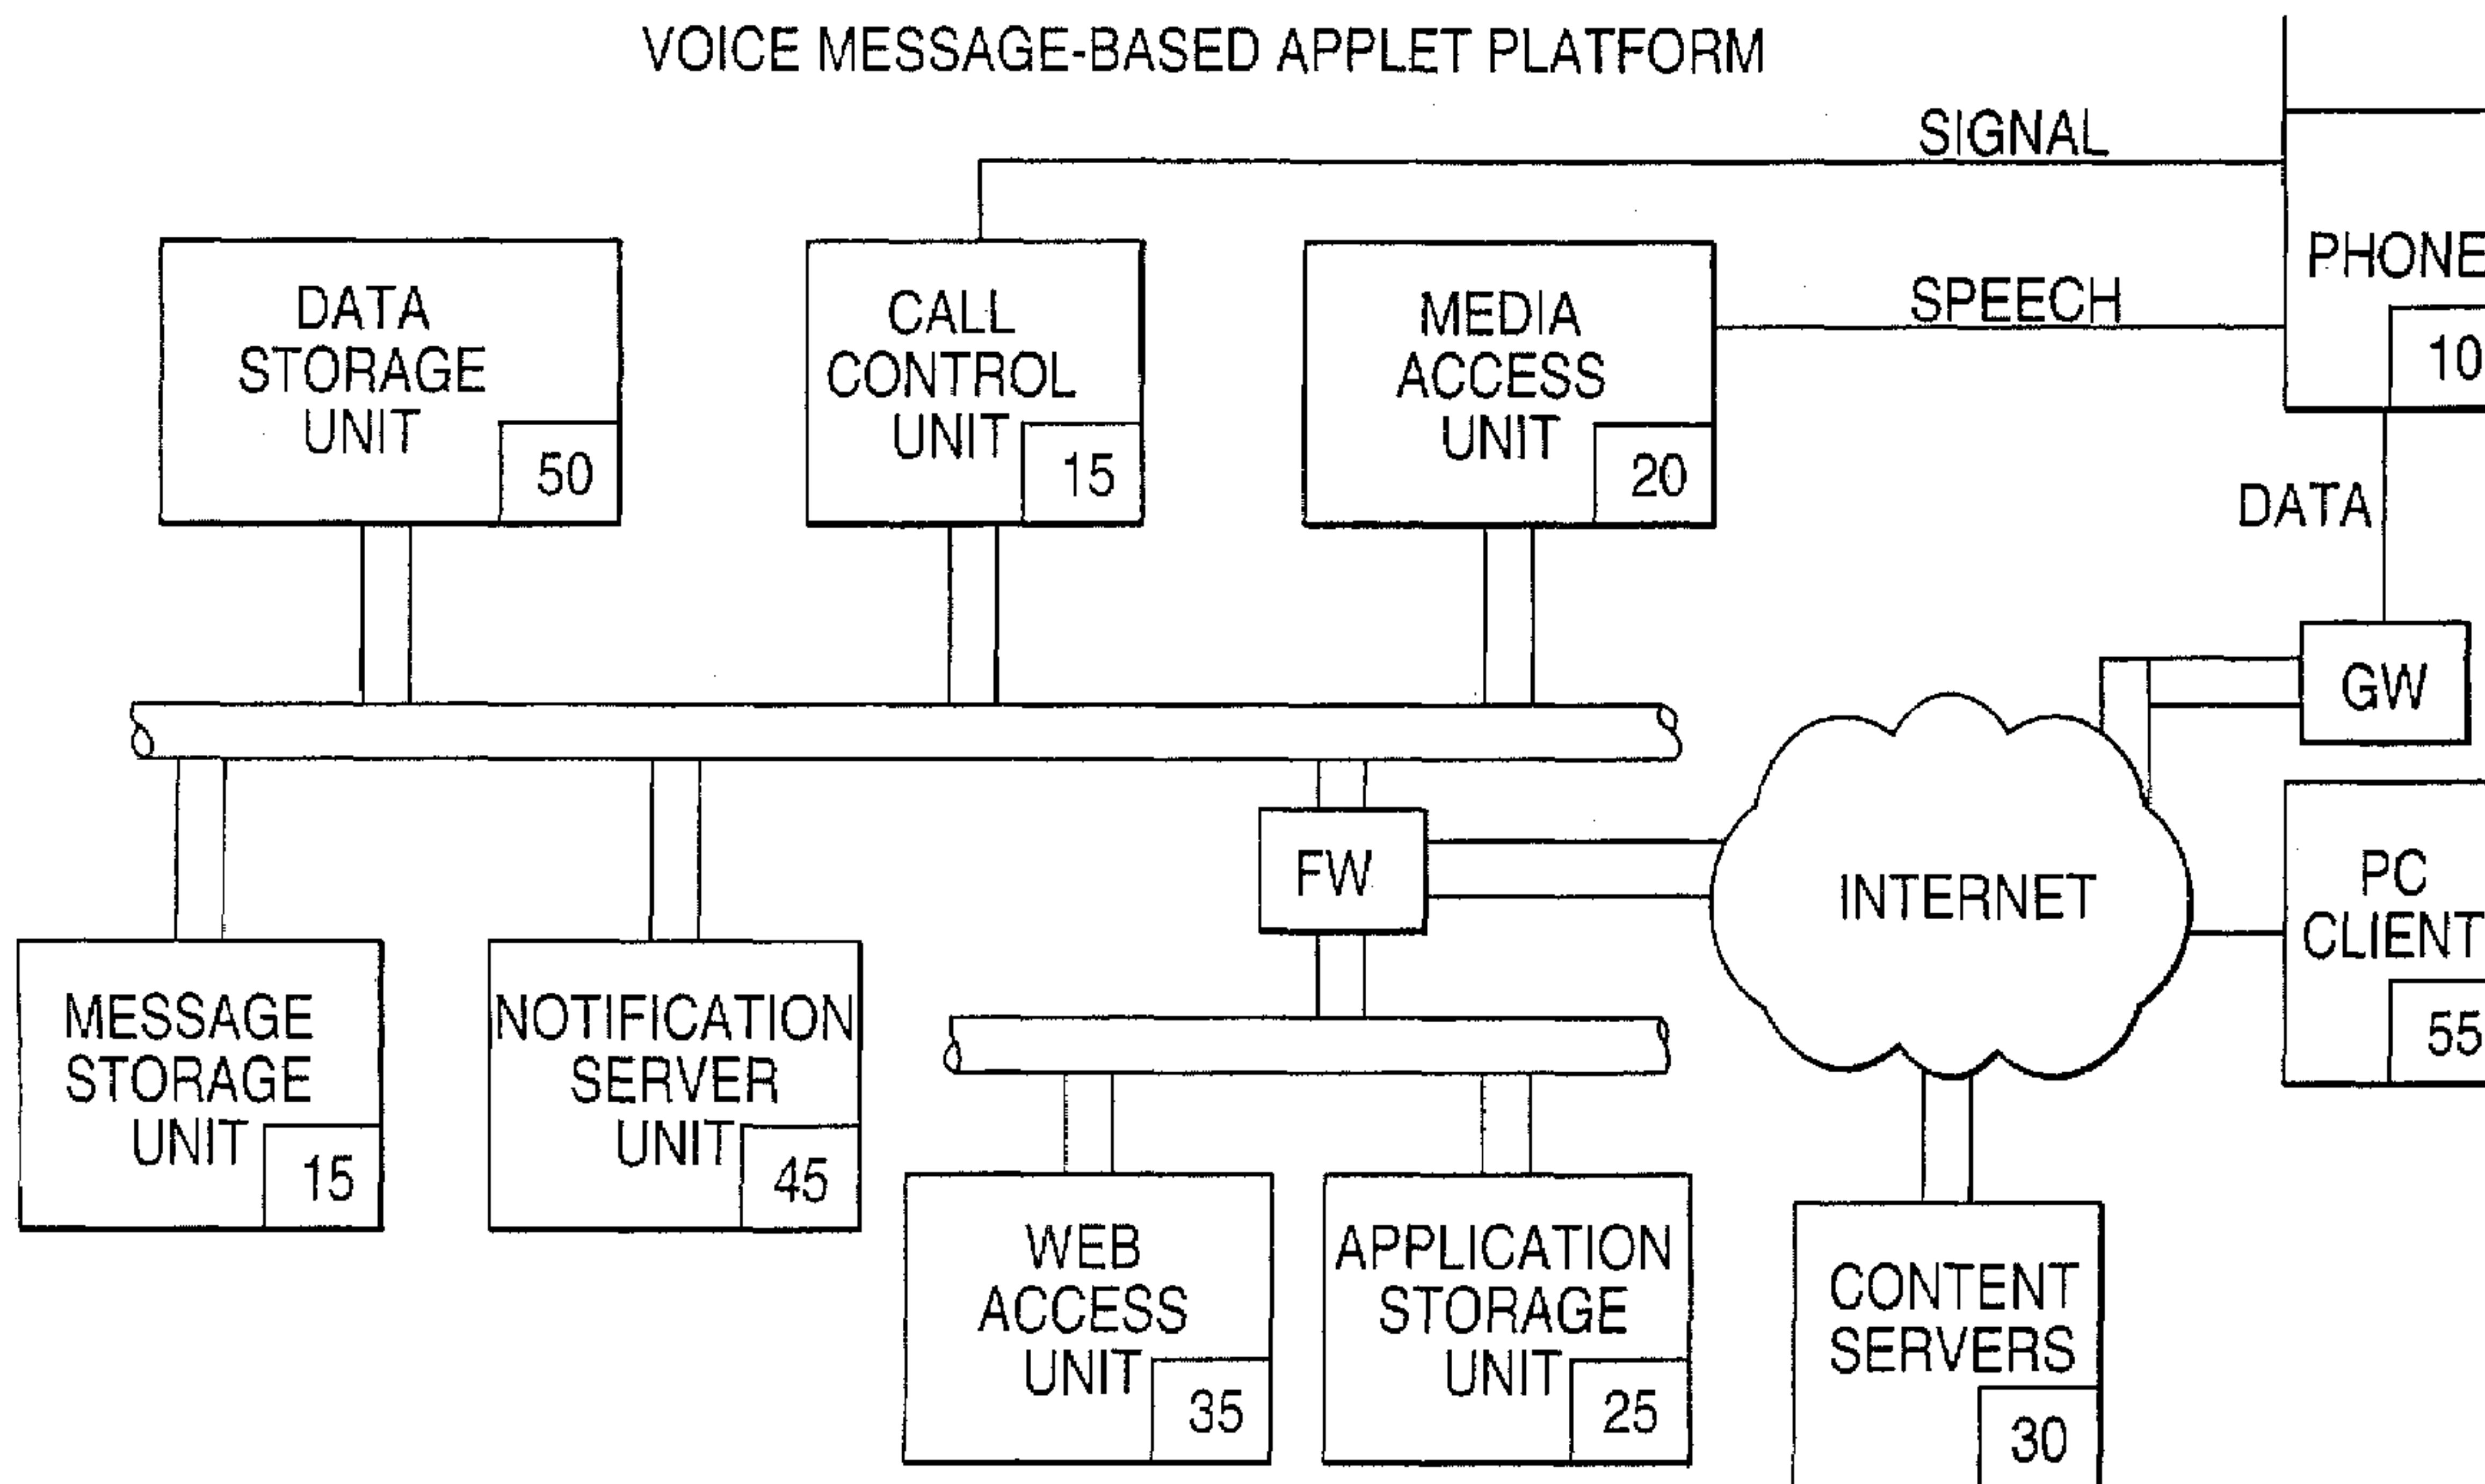 VOICE MESSAGE-BASED APPLET PLATFORM
SIGNAL
PHONE
10
SPEECH
DATA
STORAGE
UNIT
50
CALL
CONTROL
UNIT
15
MEDIA
ACCESS
UNIT
20
DATA
GW
FW
INTERNET
PC
CLIENT
55
MESSAGE
STORAGE
UNIT
15
NOTIFICATION
SERVER
UNIT
45
WEB
ACCESS
UNIT
35
APPLICATION
STORAGE
UNIT
25
CONTENT
SERVERS
30